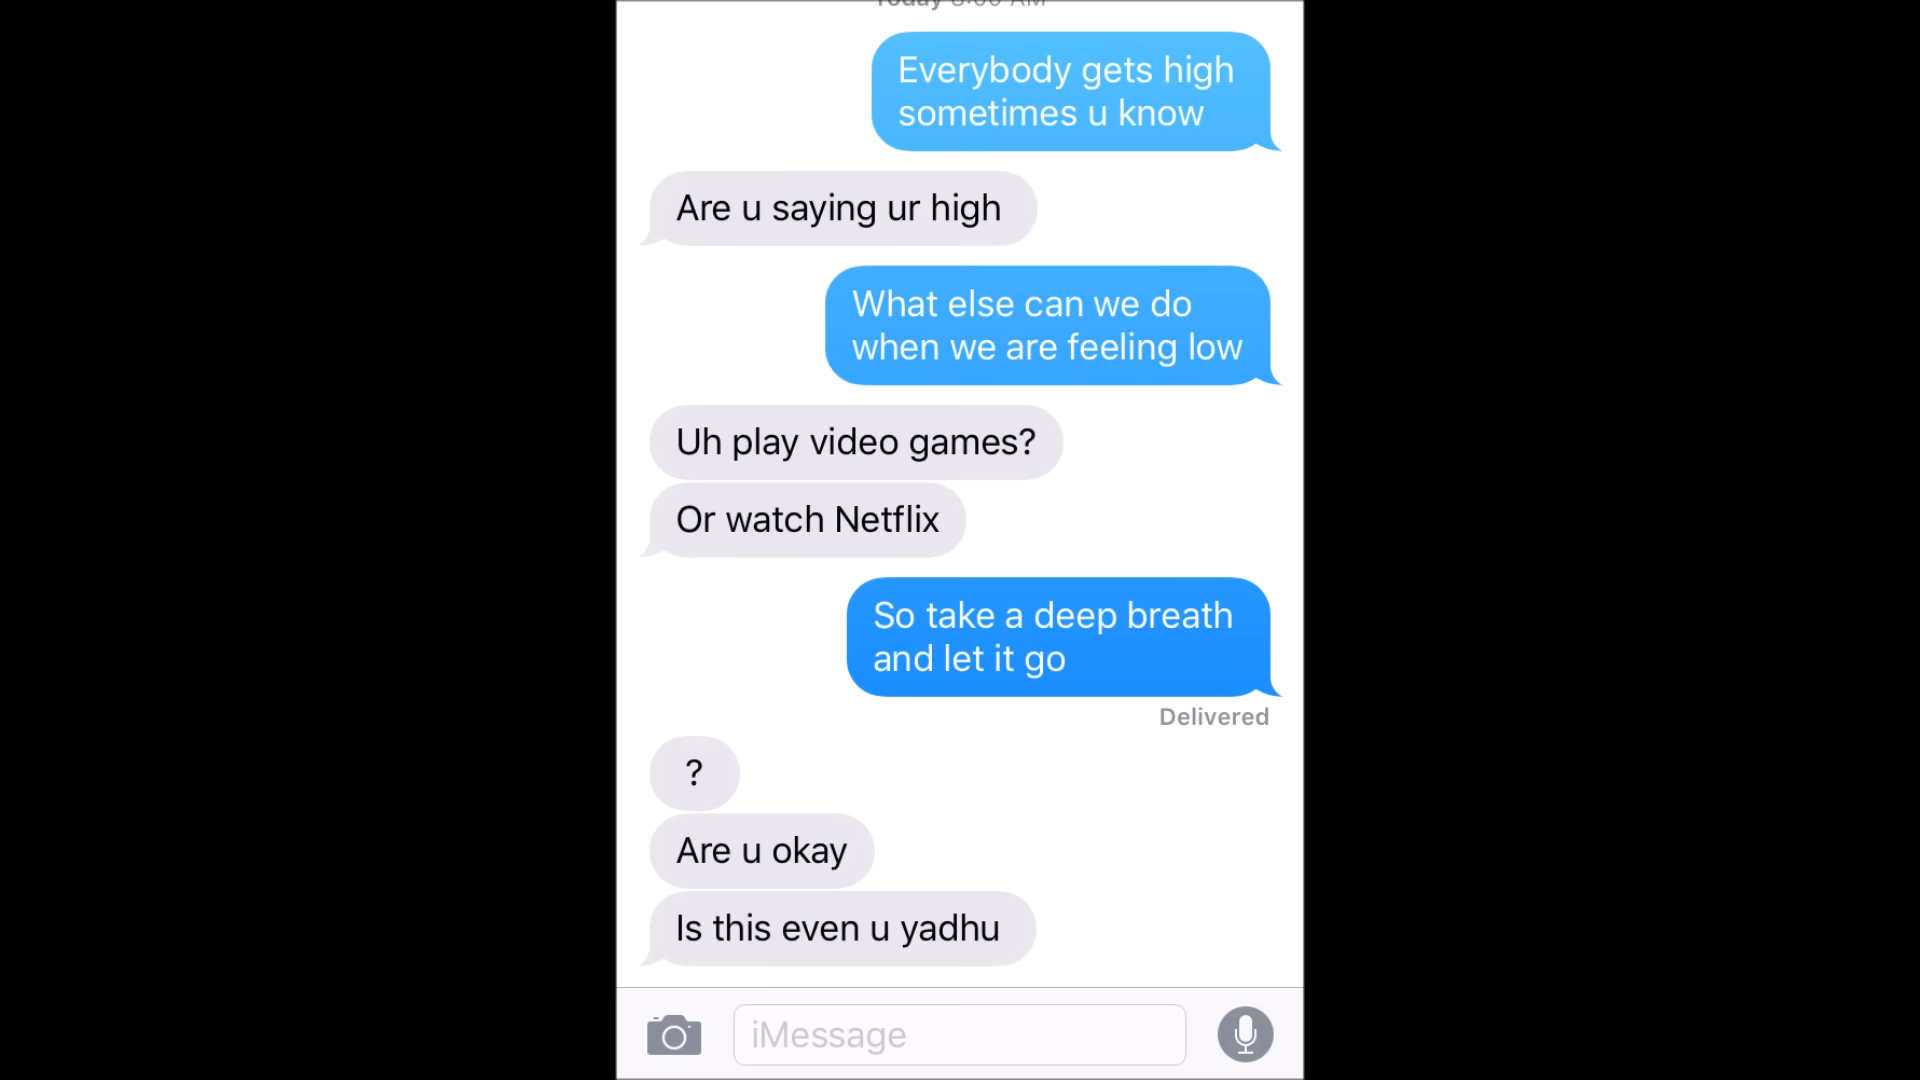 Everybody gets high
sometimes u know
Are u saying ur high
What else can we do
when we are feeling low
Uh play video games?
Or watch Netflix
So take a deep breath
and let it go
Delivered
?
Are u okay
Is this even u yadhu
iMessage